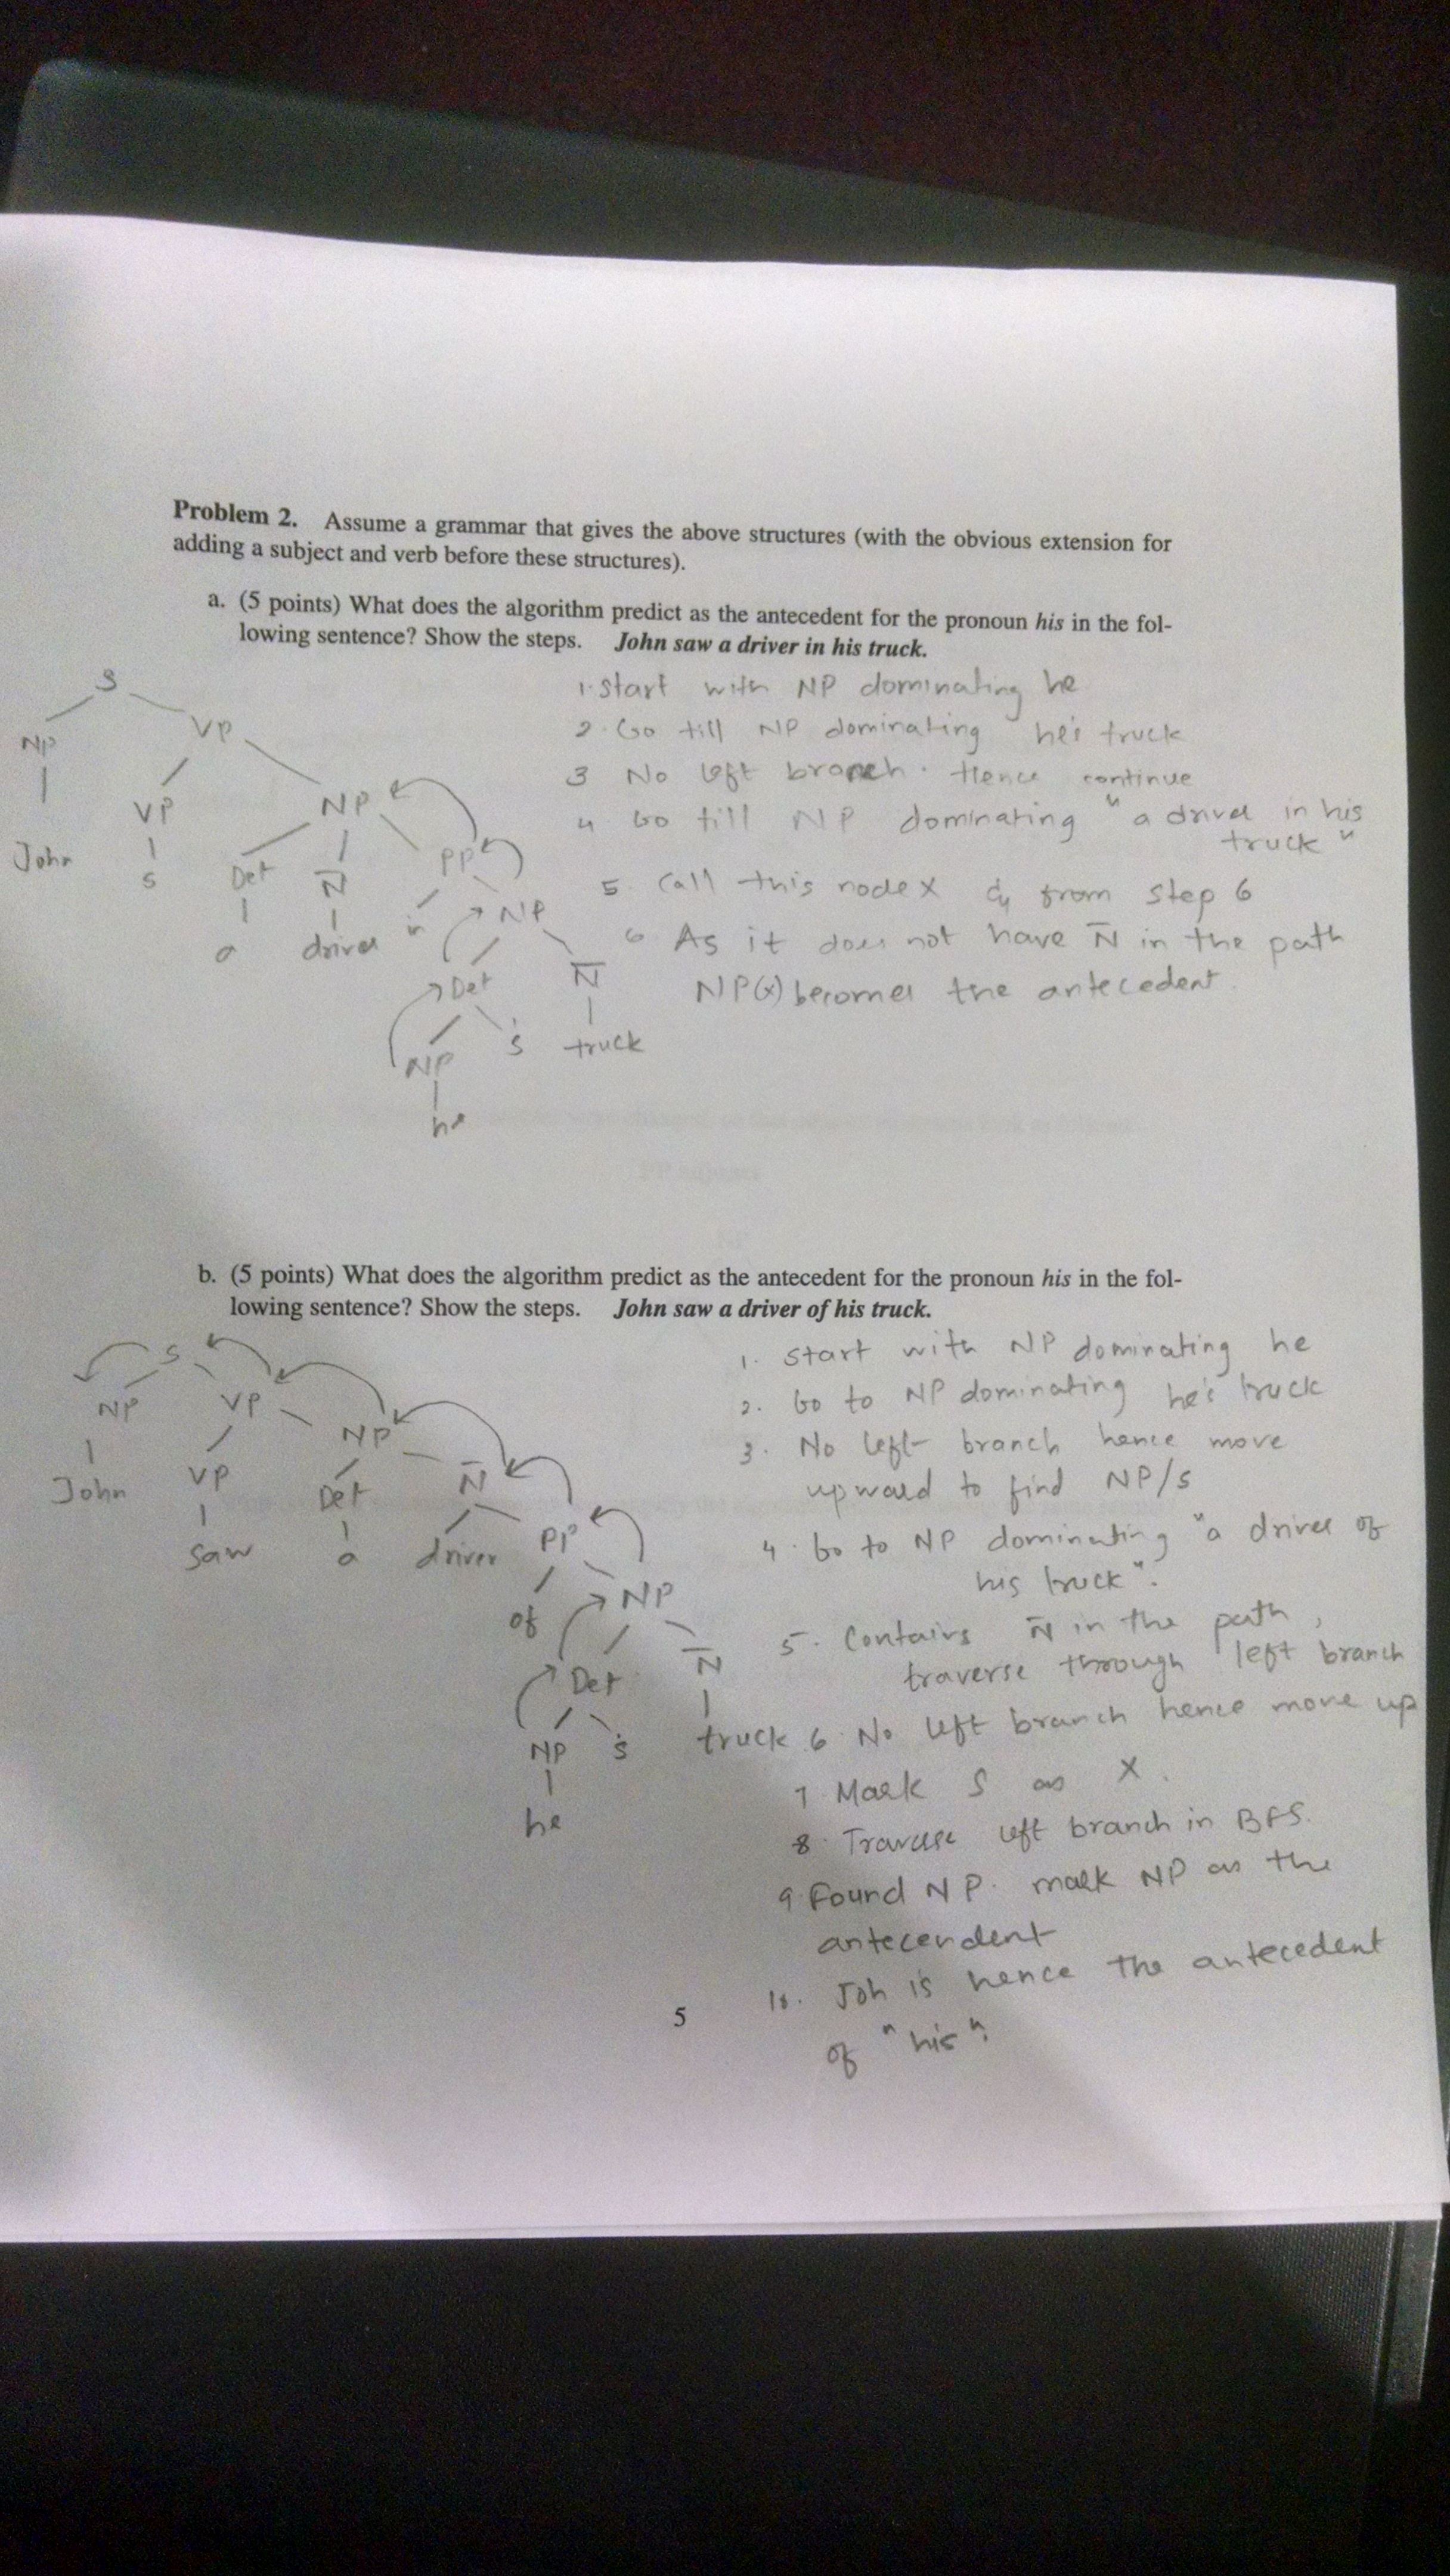 Problem 2. Assume a grammar that gives the above structures (with the obvious extension for
adding a subject and verb before these structures).
a. (5 points) What does the algorithm predict as the antecedent for the pronoun his in the fol-
lowing sentence? Show the steps. John saw a driver in his truck.
S
NP VP
John VP NP
s Det N̄ PP
a driver in NP
Det N̄
NP 's truck
he
1. Start with NP dominating he
2. Go till NP dominating he's truck
3 No left branch. Hence continue
4 Go till NP dominating "a driver in his
truck"
5. Call this node X & from step 6
6 As it does not have N̄ in the path
NP(x) becomes the antecedent.
b. (5 points) What does the algorithm predict as the antecedent for the pronoun his in the fol-
lowing sentence? Show the steps. John saw a driver of his truck.
S
NP VP
John VP NP
saw Det N̄
a driver PP
of NP
Det N̄
NP 's truck
he
1. Start with NP dominating he
2. Go to NP dominating he's truck
3. No left branch hence move
upward to find NP/S
4. Go to NP dominating "a driver of
his truck".
5. Contains N̄ in the path,
traverse through left branch
6. No left branch hence move up
7 Mark S as X.
8. Traverse left branch in BFS.
9. Found NP. mark NP as the
antecendent
10. Joh is hence the antecedent
of "his".
5